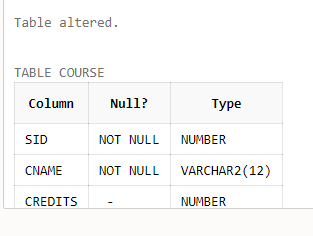 Table altered.
TABLE COURSE
Column Null? Type
SID NOT NULL NUMBER
CNAME NOT NULL VARCHAR2(12)
CREDITS - NUMBER